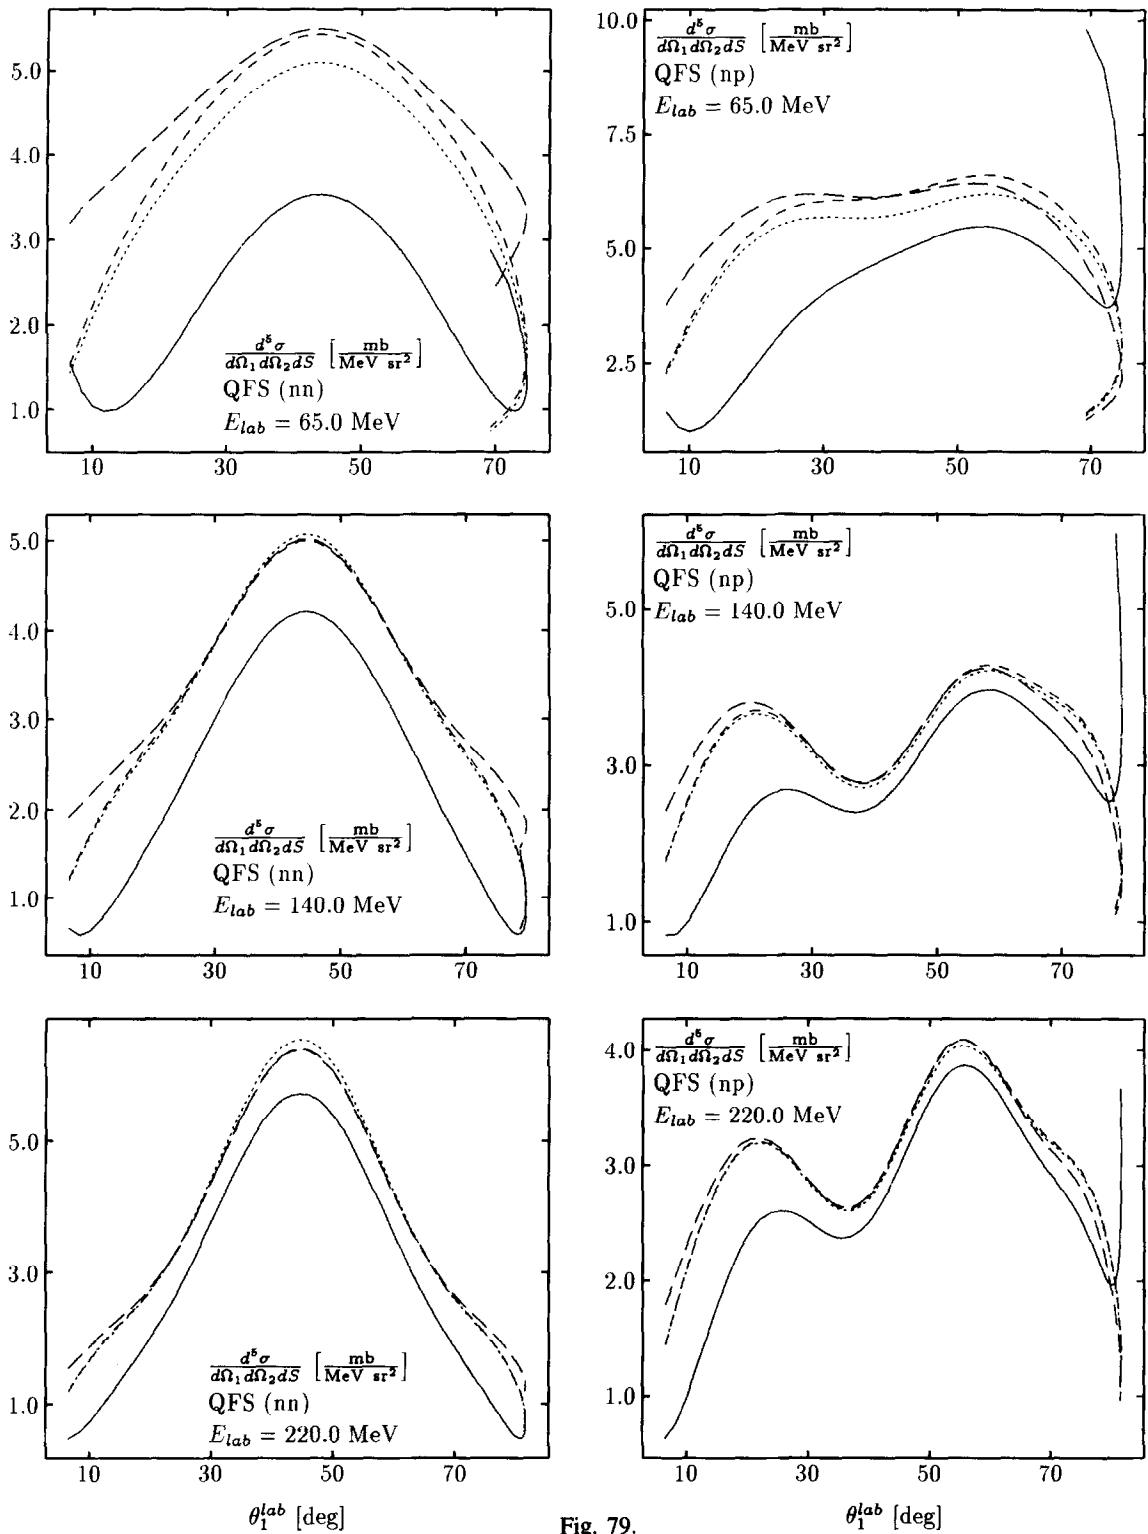 5.0
5.0
3.0
2.0
1.0
d⁵σ/dΩ₁dΩ₂dS [mb/MeV sr²]
QFS (nn)
E_lab = 65.0 MeV
10 30 50 70
10.0
7.5
5.0
2.5
d⁵σ/dΩ₁dΩ₂dS [mb/MeV sr²]
QFS (np)
E_lab = 65.0 MeV
10 30 50 70
5.0
4.0
3.0
2.0
1.0
d⁵σ/dΩ₁dΩ₂dS [mb/MeV sr²]
QFS (nn)
E_lab = 140.0 MeV
10 30 50 70
5.0
3.0
1.0
d⁵σ/dΩ₁dΩ₂dS [mb/MeV sr²]
QFS (np)
E_lab = 140.0 MeV
10 30 50 70
5.0
3.0
1.0
d⁵σ/dΩ₁dΩ₂dS [mb/MeV sr²]
QFS (nn)
E_lab = 220.0 MeV
10 30 50 70
θ₁^lab [deg]
4.0
3.0
2.0
1.0
d⁵σ/dΩ₁dΩ₂dS [mb/MeV sr²]
QFS (np)
E_lab = 220.0 MeV
10 30 50 70
θ₁^lab [deg]
Fig. 79.